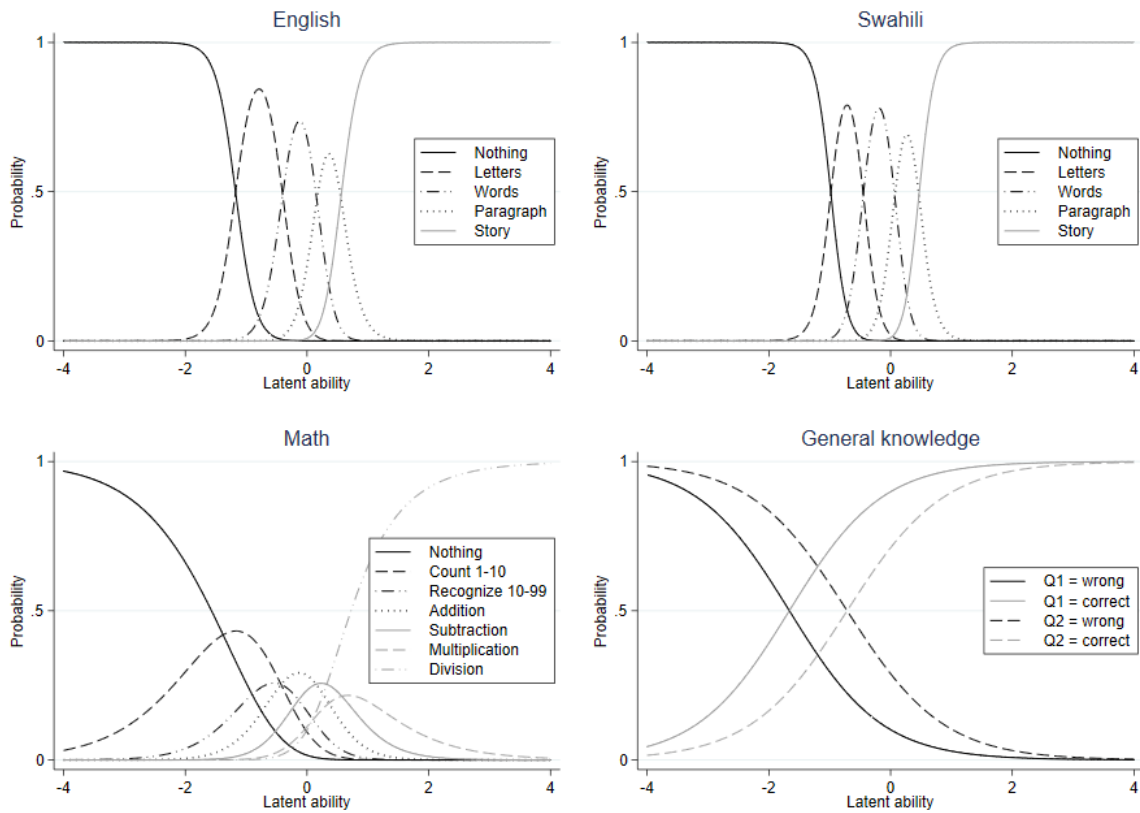 English
Probability
1
.5
0
-4
-2
0
2
4
Latent ability
Nothing
Letters
Words
Paragraph
Story
Swahili
Probability
1
.5
0
-4
-2
0
2
4
Latent ability
Nothing
Letters
Words
Paragraph
Story
Math
Probability
1
.5
0
-4
-2
0
2
4
Latent ability
Nothing
Count 1-10
Recognize 10-99
Addition
Subtraction
Multiplication
Division
General knowledge
Probability
1
.5
0
-4
-2
0
2
4
Latent ability
Q1 = wrong
Q1 = correct
Q2 = wrong
Q2 = correct